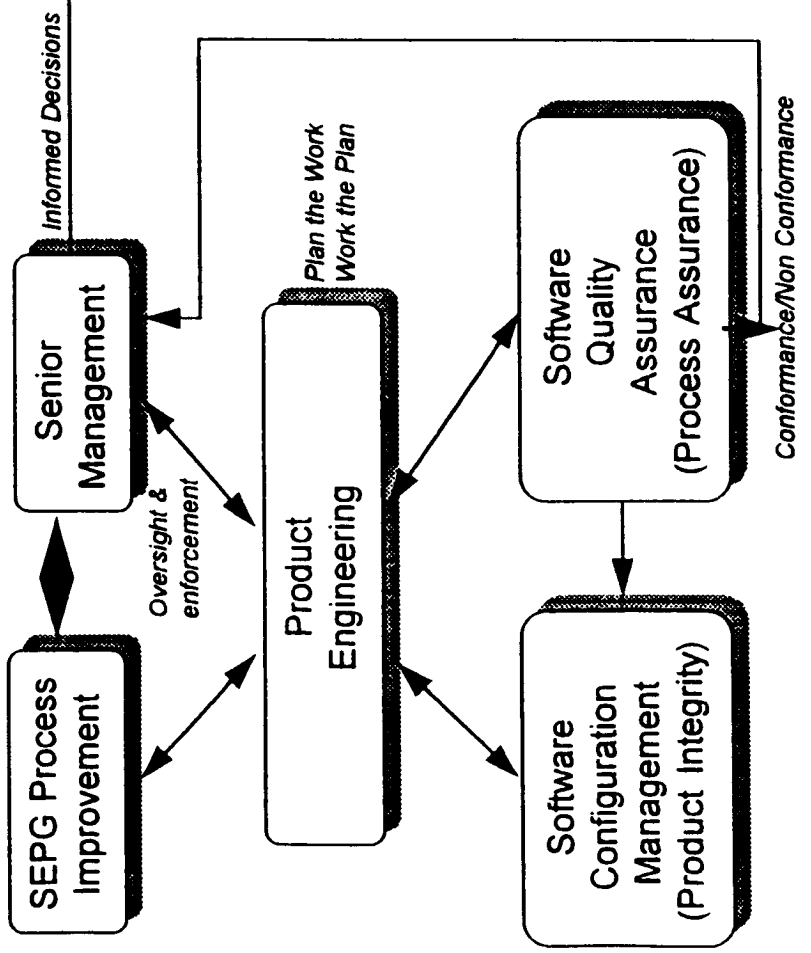 SEPG Process
Improvement
Senior
Management
Informed Decisions
Oversight &
enforcement
Product
Engineering
Plan the Work
Work the Plan
Software
Configuration
Management
(Product Integrity)
Software
Quality
Assurance
(Process Assurance)
Conformance/Non Conformance